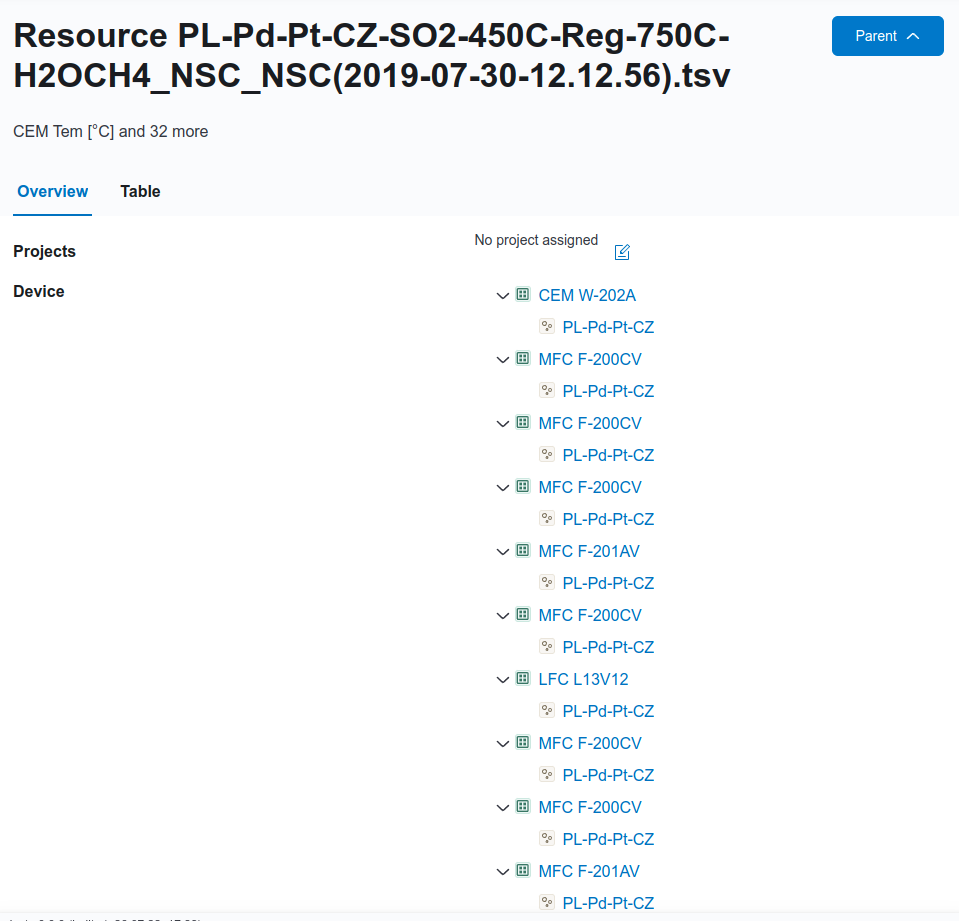 Resource PL-Pd-Pt-CZ-SO2-450C-Reg-750C-
H2OCH4_NSC_NSC(2019-07-30-12.12.56).tsv
Parent
CEM Tem [°C] and 32 more
Overview Table
Projects
No project assigned
Device
CEM W-202A
PL-Pd-Pt-CZ
MFC F-200CV
PL-Pd-Pt-CZ
MFC F-200CV
PL-Pd-Pt-CZ
MFC F-200CV
PL-Pd-Pt-CZ
MFC F-201AV
PL-Pd-Pt-CZ
MFC F-200CV
PL-Pd-Pt-CZ
LFC L13V12
PL-Pd-Pt-CZ
MFC F-200CV
PL-Pd-Pt-CZ
MFC F-200CV
PL-Pd-Pt-CZ
MFC F-201AV
PL-Pd-Pt-CZ